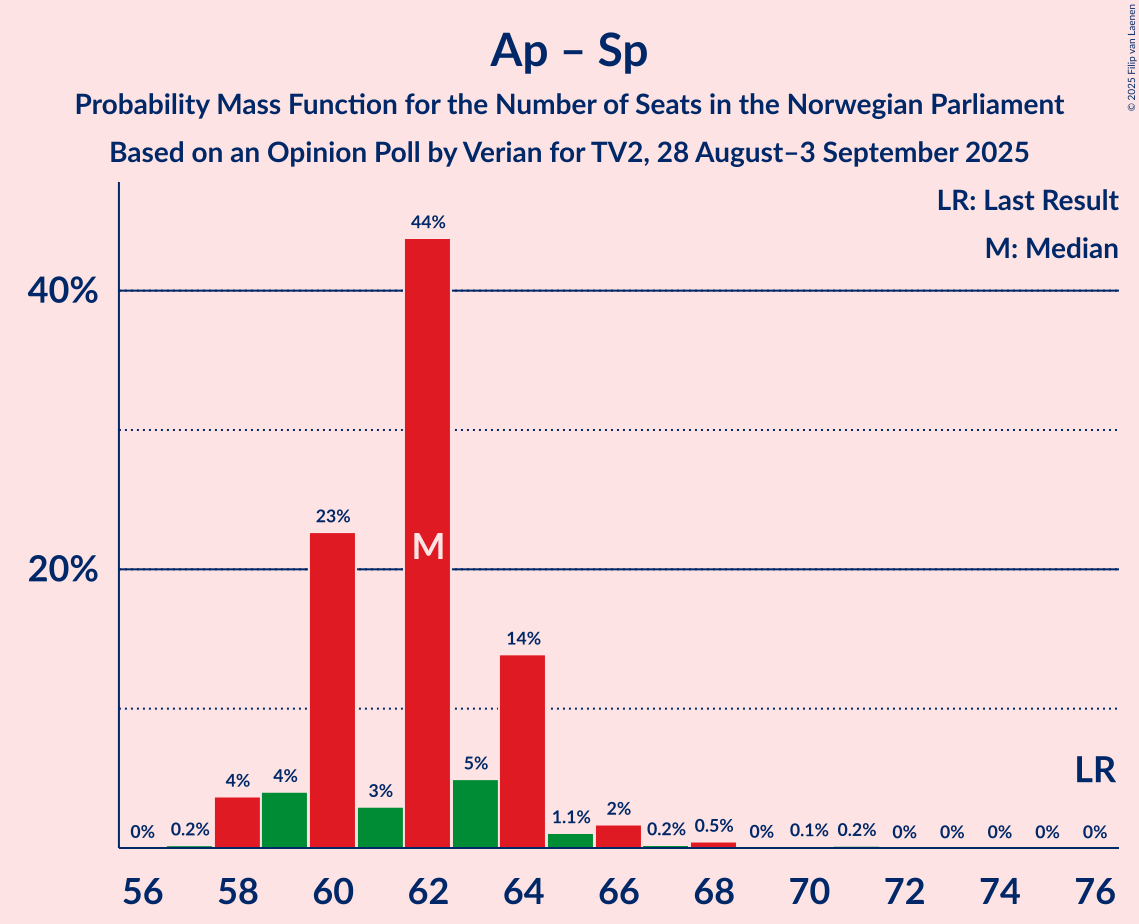 Ap – Sp
Probability Mass Function for the Number of Seats in the Norwegian Parliament
Based on an Opinion Poll by Verian for TV2, 28 August–3 September 2025
© 2025 Filip van Laenen
LR: Last Result
M: Median
40%
20%
0%
0.2%
4%
4%
23%
3%
44%
M
5%
14%
1.1%
2%
0.2%
0.5%
0%
0.1%
0.2%
0%
0%
0%
0%
0%
LR
56 58 60 62 64 66 68 70 72 74 76